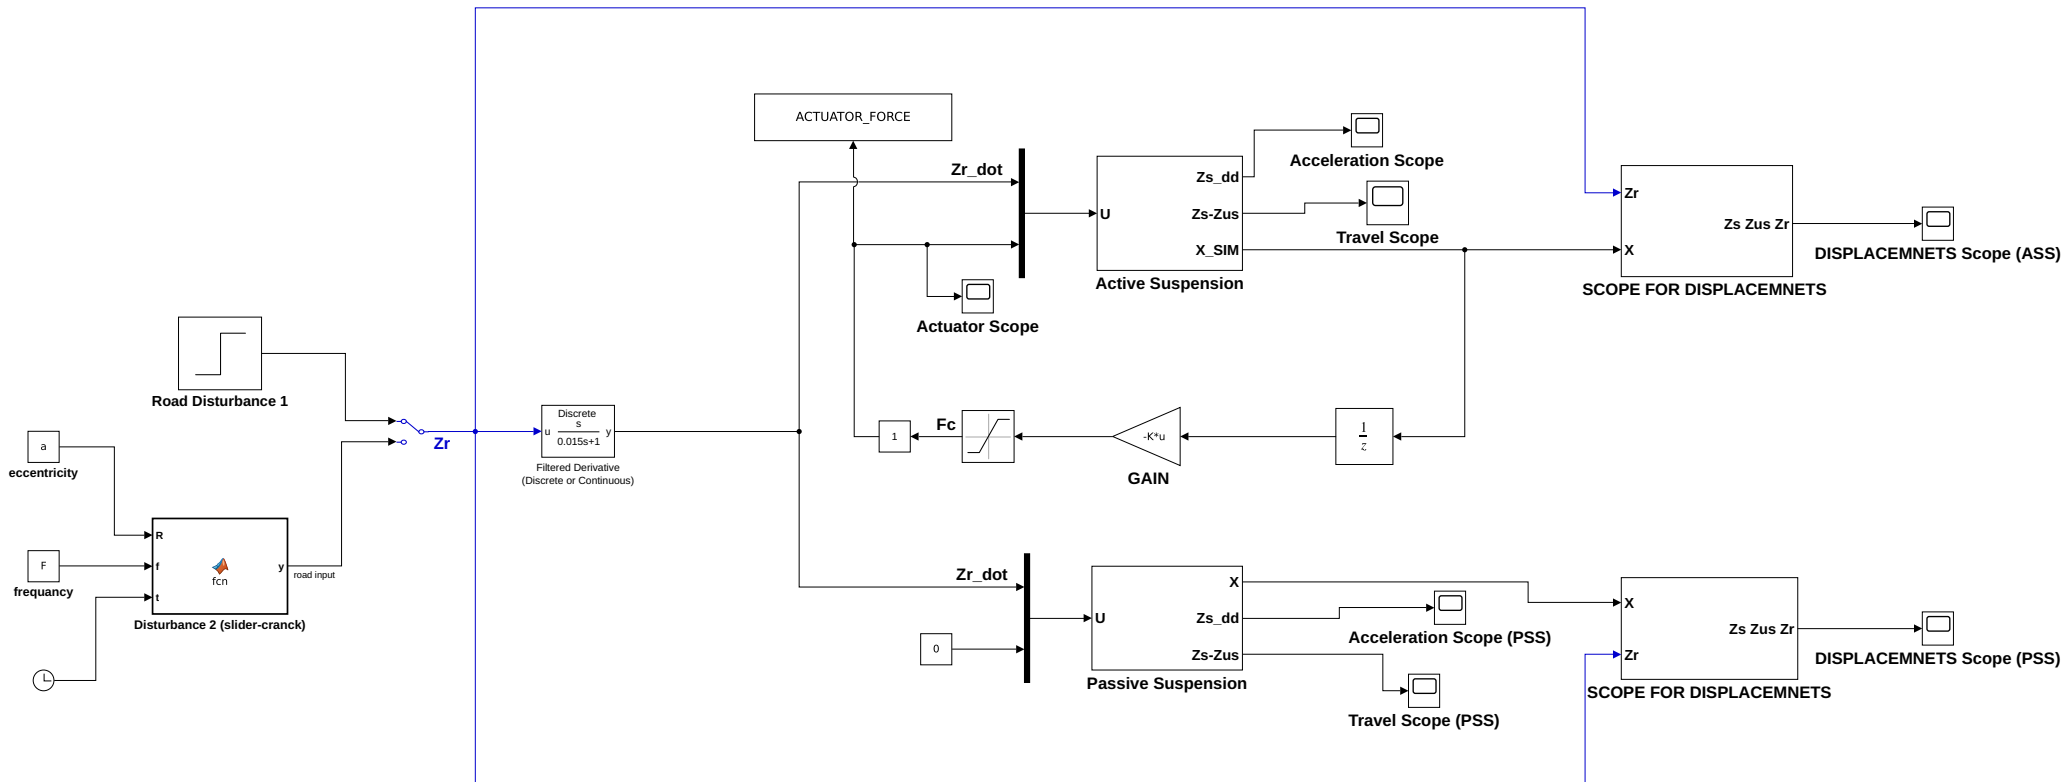 ACTUATOR_FORCE
Zr_dot
U
Zs_dd
Zs-Zus
X_SIM
Active Suspension
Acceleration Scope
Travel Scope
Zr
X
Zs Zus Zr
SCOPE FOR DISPLACEMNETS
DISPLACEMNETS Scope (ASS)
Actuator Scope
Road Disturbance 1
Zr
Discrete
u
s
0.015s+1
y
Filtered Derivative
(Discrete or Continuous)
1
Fc
-K*u
GAIN
1
z
a
eccentricity
F
frequancy
R
f
t
fcn
y
road input
Disturbance 2 (slider-cranck)
Zr_dot
0
U
X
Zs_dd
Zs-Zus
Passive Suspension
Acceleration Scope (PSS)
Travel Scope (PSS)
X
Zr
Zs Zus Zr
SCOPE FOR DISPLACEMNETS
DISPLACEMNETS Scope (PSS)